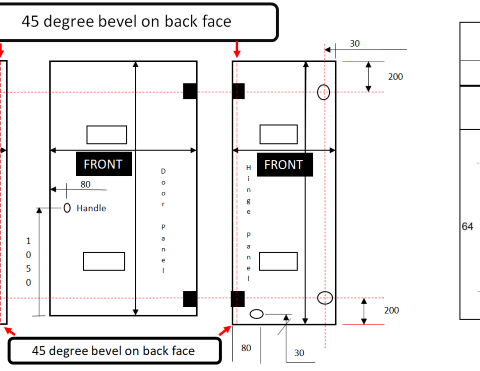 45 degree bevel on back face
30
200
FRONT
FRONT
Door Panel
Hinge Panel
80
Handle
1050
64
200
45 degree bevel on back face
80
30